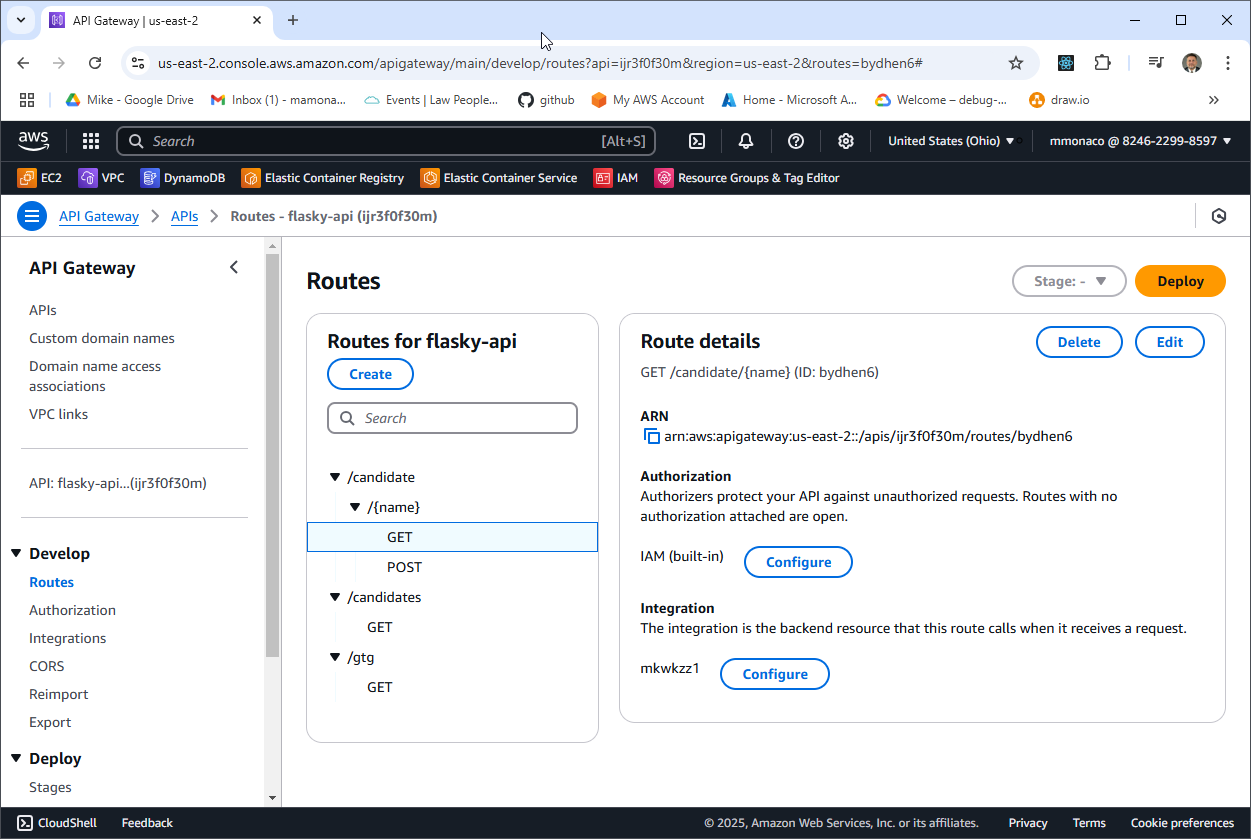 API Gateway | us-east-2
us-east-2.console.aws.amazon.com/apigateway/main/develop/routes?api=ijr3f0f30m&region=us-east-2&routes=bydhen6#
Mike - Google Drive
Inbox (1) - mamona...
Events | Law People...
github
My AWS Account
Home - Microsoft A...
Welcome – debug-...
draw.io
aws
Search
[Alt+S]
United States (Ohio)
mmonaco @ 8246-2299-8597
EC2
VPC
DynamoDB
Elastic Container Registry
Elastic Container Service
IAM
Resource Groups & Tag Editor
API Gateway
APIs
Routes - flasky-api (ijr3f0f30m)
API Gateway
APIs
Custom domain names
Domain name access
associations
VPC links
API: flasky-api...(ijr3f0f30m)
Develop
Routes
Authorization
Integrations
CORS
Reimport
Export
Deploy
Stages
Routes
Stage: -
Deploy
Routes for flasky-api
Create
Search
/candidate
/{name}
GET
POST
/candidates
GET
/gtg
GET
Route details
Delete
Edit
GET /candidate/{name} (ID: bydhen6)
ARN
arn:aws:apigateway:us-east-2::/apis/ijr3f0f30m/routes/bydhen6
Authorization
Authorizers protect your API against unauthorized requests. Routes with no
authorization attached are open.
IAM (built-in)
Configure
Integration
The integration is the backend resource that this route calls when it receives a request.
mkwkzz1
Configure
CloudShell
Feedback
© 2025, Amazon Web Services, Inc. or its affiliates.
Privacy
Terms
Cookie preferences